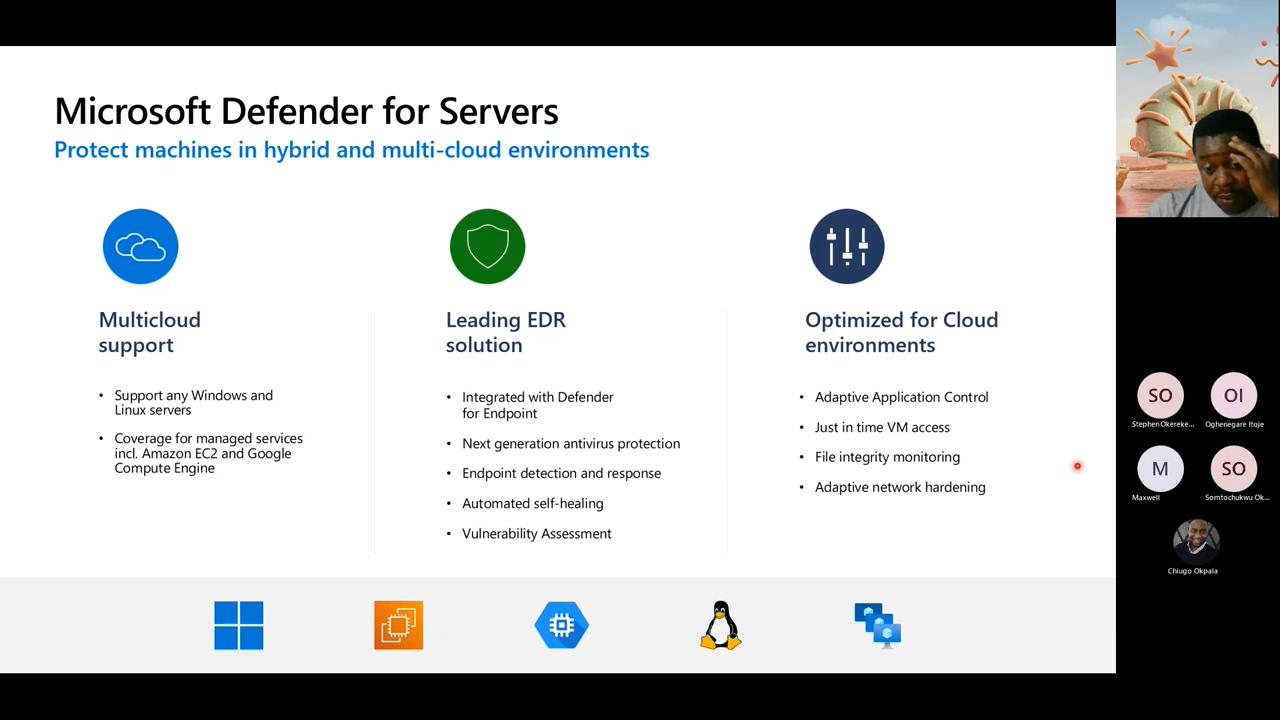 Microsoft Defender for Servers
Protect machines in hybrid and multi-cloud environments
Multicloud
support
• Support any Windows and
Linux servers
• Coverage for managed services
incl. Amazon EC2 and Google
Compute Engine
Leading EDR
solution
• Integrated with Defender
for Endpoint
• Next generation antivirus protection
• Endpoint detection and response
• Automated self-healing
• Vulnerability Assessment
Optimized for Cloud
environments
• Adaptive Application Control
• Just in time VM access
• File integrity monitoring
• Adaptive network hardening
SO
Stephen Okereke...
OI
Oghenegare Itoje
M
Maxwell
SO
Somtochukwu Ok...
Chiugo Okpala